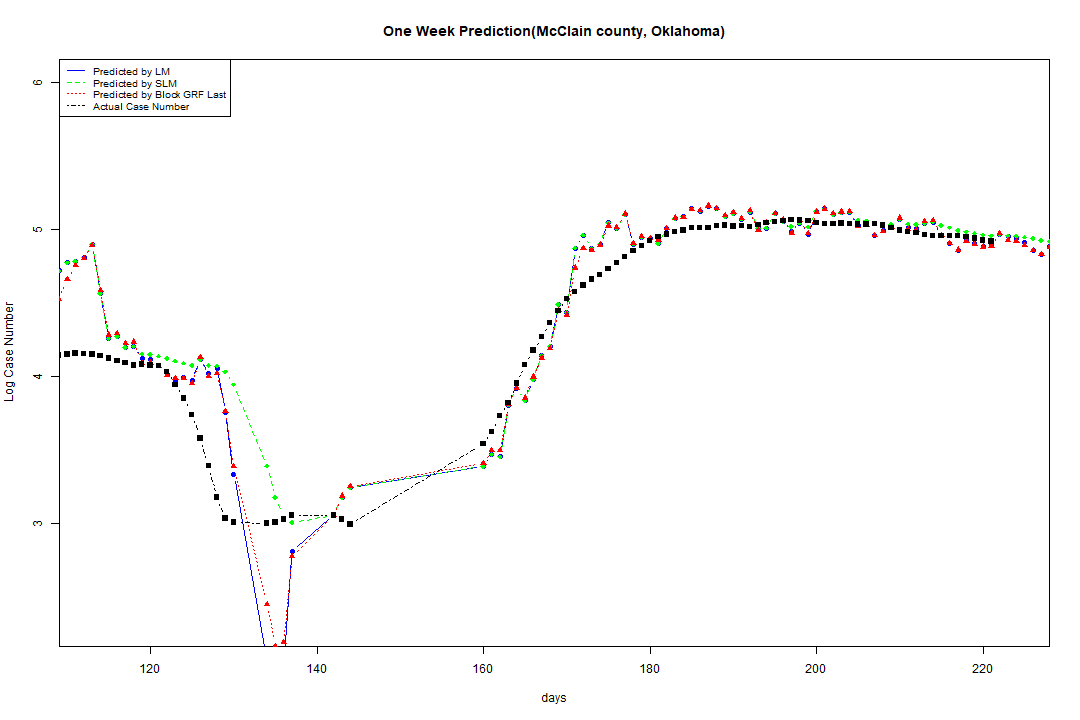 One Week Prediction(McClain county, Oklahoma)
Predicted by LM
Predicted by SLM
Predicted by Block GRF Last
Actual Case Number
6
5
4
3
Log Case Number
120 140 160 180 200 220
days